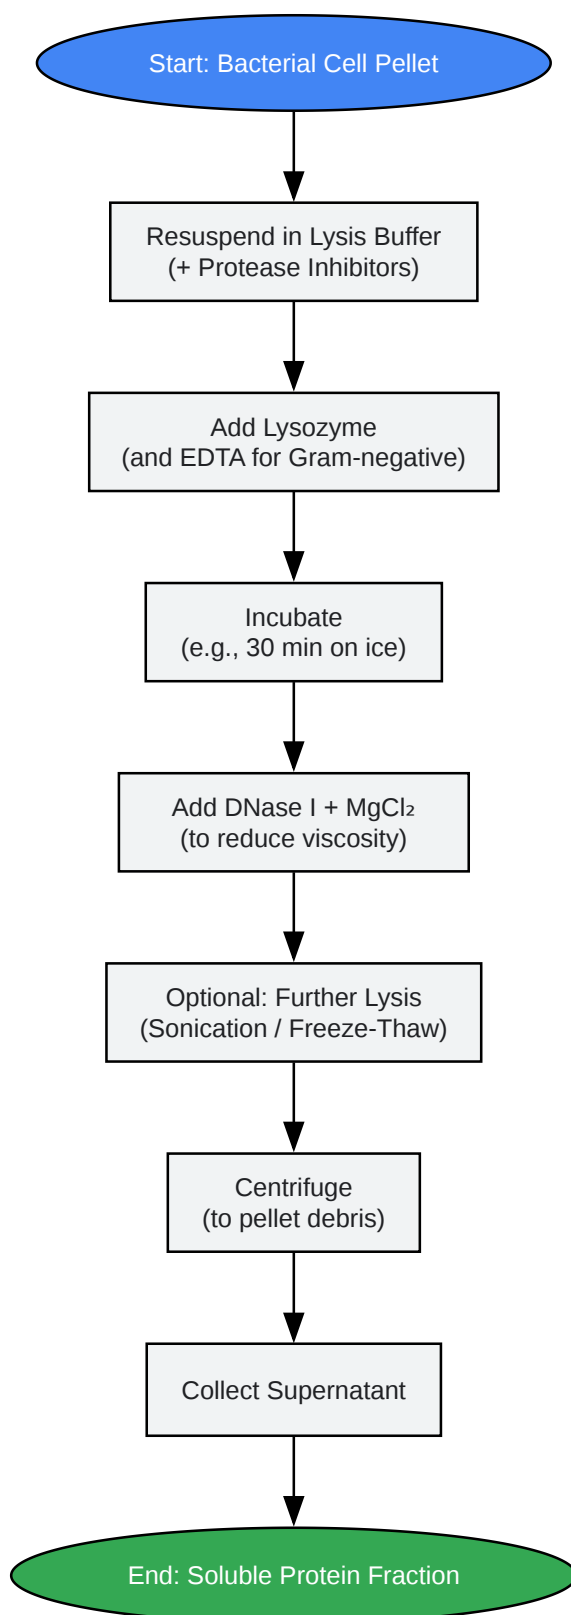 Start: Bacterial Cell Pellet
Resuspend in Lysis Buffer
(+ Protease Inhibitors)
Add Lysozyme
(and EDTA for Gram-negative)
Incubate
(e.g., 30 min on ice)
Add DNase I + MgCl₂
(to reduce viscosity)
Optional: Further Lysis
(Sonication / Freeze-Thaw)
Centrifuge
(to pellet debris)
Collect Supernatant
End: Soluble Protein Fraction